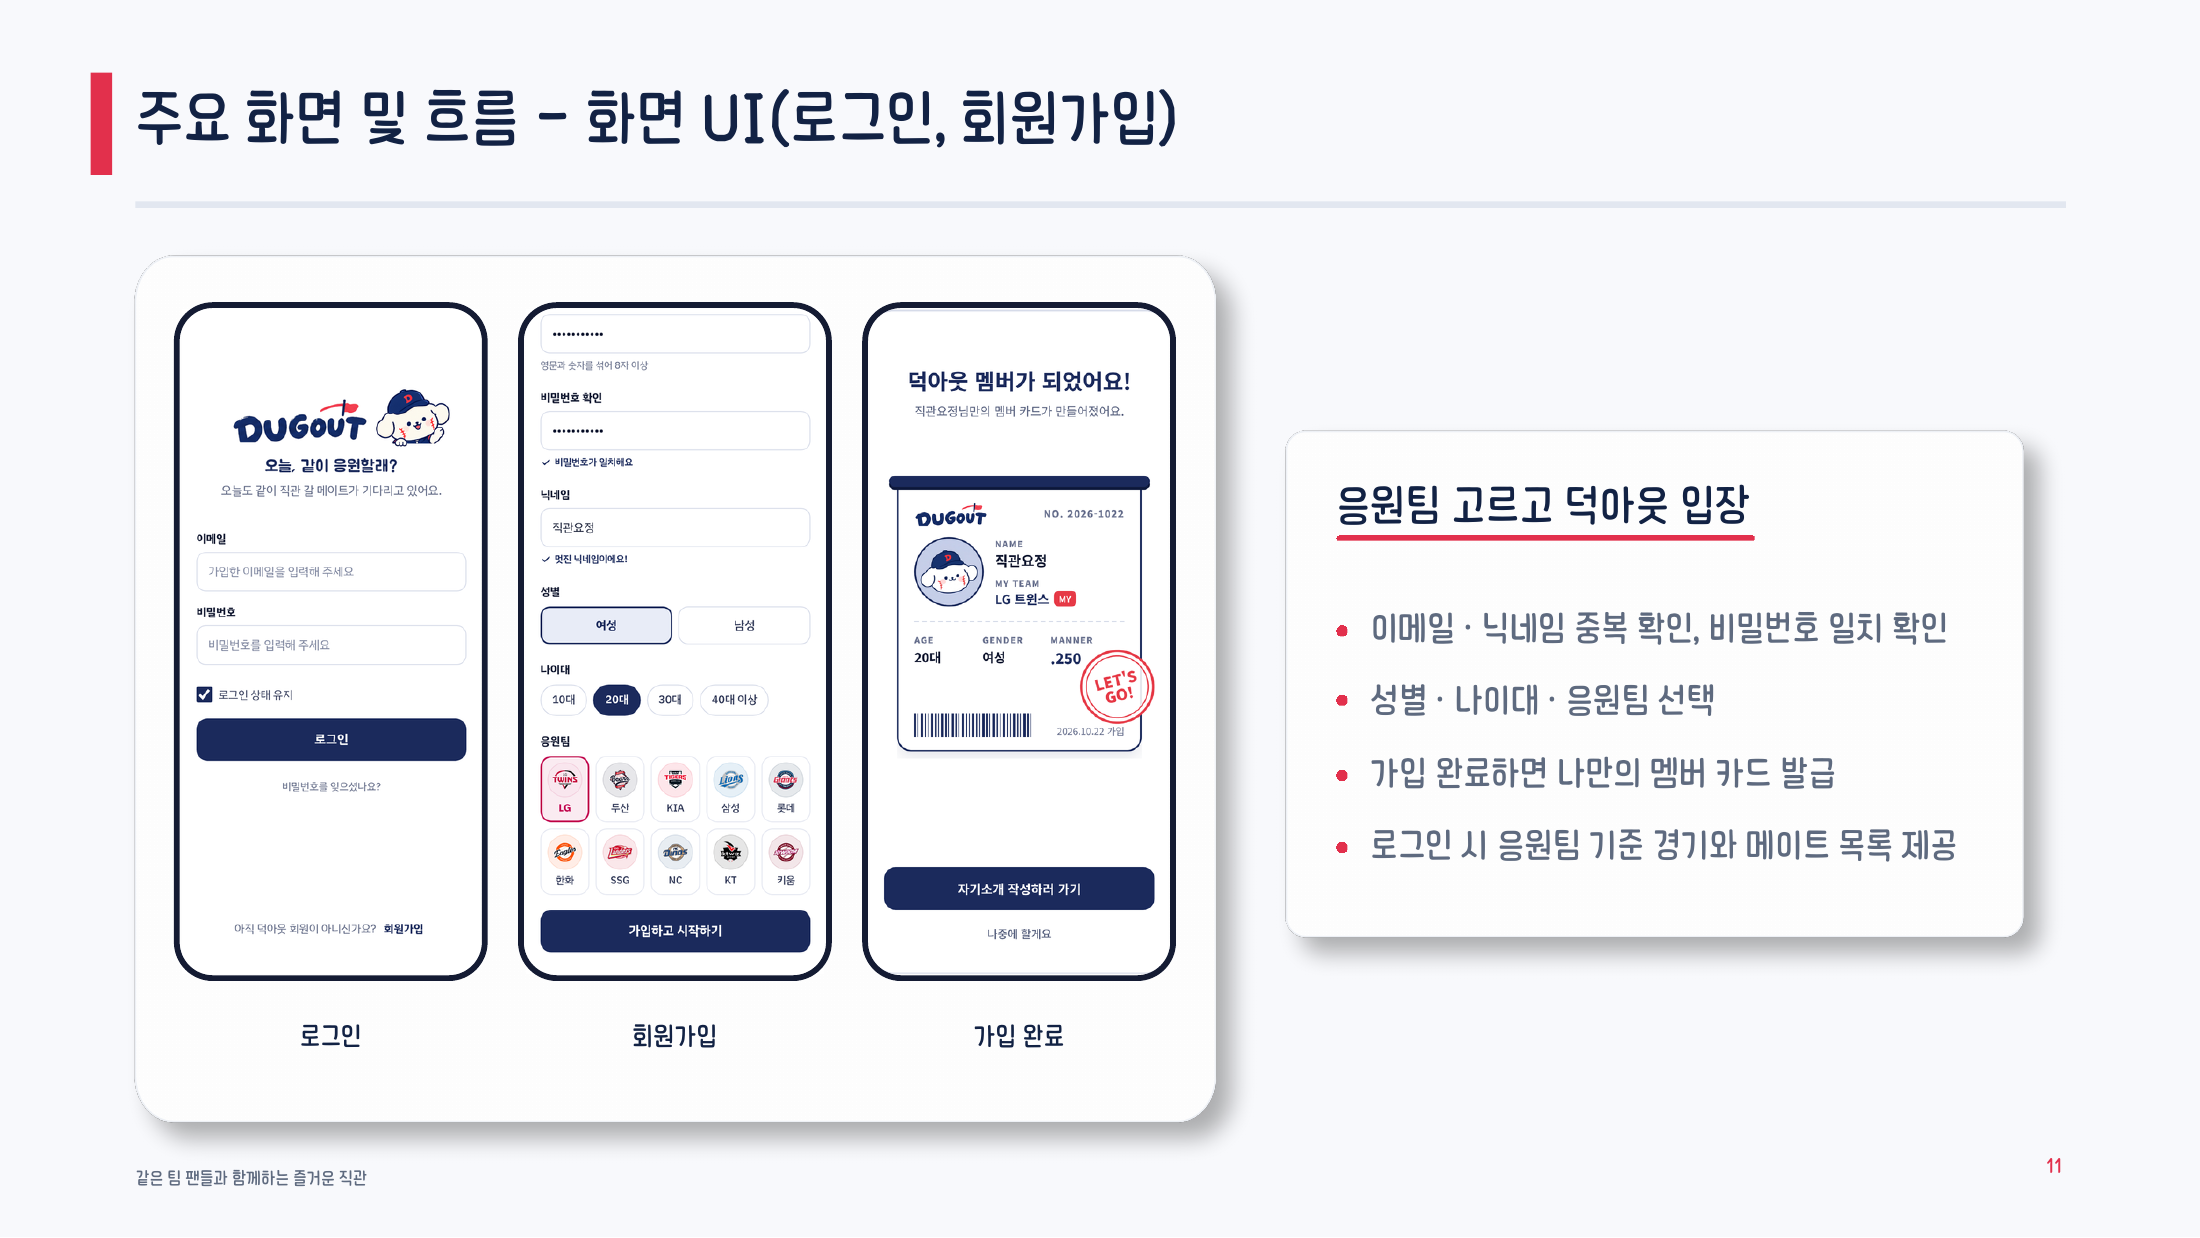 주요 화면 및 흐름 - 화면 UI(로그인, 회원가입)
DUGOUT
오늘, 같이 응원할래?
오늘도 같이 직관 갈 메이트가 기다리고 있어요.
이메일
가입한 이메일을 입력해 주세요
비밀번호
비밀번호를 입력해 주세요
로그인 상태 유지
로그인
비밀번호를 잊으셨나요?
아직 덕아웃 회원이 아니신가요? 회원가입
로그인
•••••••••••
영문과 숫자를 섞어 8자 이상
비밀번호 확인
•••••••••••
비밀번호가 일치해요
닉네임
직관요정
멋진 닉네임이에요!
성별
여성 남성
나이대
10대 20대 30대 40대 이상
응원팀
LG 두산 KIA 삼성 롯데
한화 SSG NC KT 키움
가입하고 시작하기
회원가입
덕아웃 멤버가 되었어요!
직관요정님만의 멤버 카드가 만들어졌어요.
DUGOUT NO. 2026-1022
NAME
직관요정
MY TEAM
LG 트윈스 MY
AGE GENDER MANNER
20대 여성 .250
LET'S
GO!
2026.10.22 가입
자기소개 작성하러 가기
나중에 할게요
가입 완료
응원팀 고르고 덕아웃 입장
• 이메일 · 닉네임 중복 확인, 비밀번호 일치 확인
• 성별 · 나이대 · 응원팀 선택
• 가입 완료하면 나만의 멤버 카드 발급
• 로그인 시 응원팀 기준 경기와 메이트 목록 제공
같은 팀 팬들과 함께하는 즐거운 직관
11